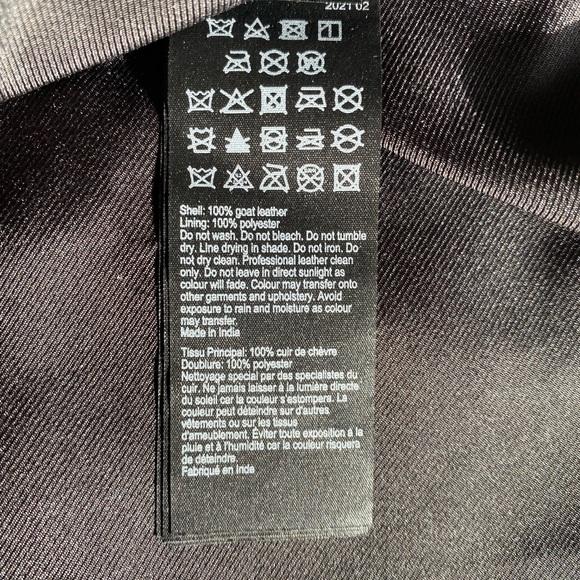 2021 02
Shell: 100% goat leather
Lining: 100% polyester
Do not wash. Do not bleach. Do not tumble
dry. Line drying in shade. Do not iron. Do
not dry clean. Professional leather clean
only. Do not leave in direct sunlight as
colour will fade. Colour may transfer onto
other garments and upholstery. Avoid
exposure to rain and moisture as colour
may transfer.
Made in India
Tissu Principal: 100% cuir de chèvre
Doublure: 100% polyester
Nettoyage spécial par des specialistes du
cuir. Ne jamais laisser à la lumière directe
du soleil car la couleur s'estompera. La
couleur peut déteindre sur d'autres
vêtements ou sur les tissus
d'ameublement. Éviter toute exposition à la
pluie et à l'humidité car la couleur risquera
de détaindre.
Fabriqué en Inde